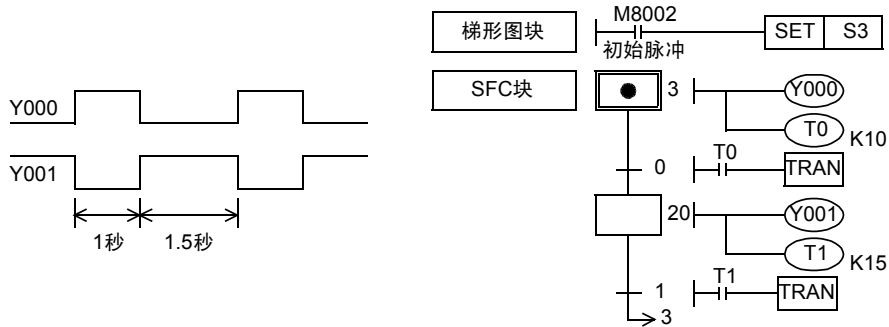 Y000
Y001
1秒 1.5秒
梯形图块 M8002 SET S3
初始脉冲
SFC块 3 Y000
T0 K10
0 T0 TRAN
20 Y001
T1 K15
1 T1 TRAN
3